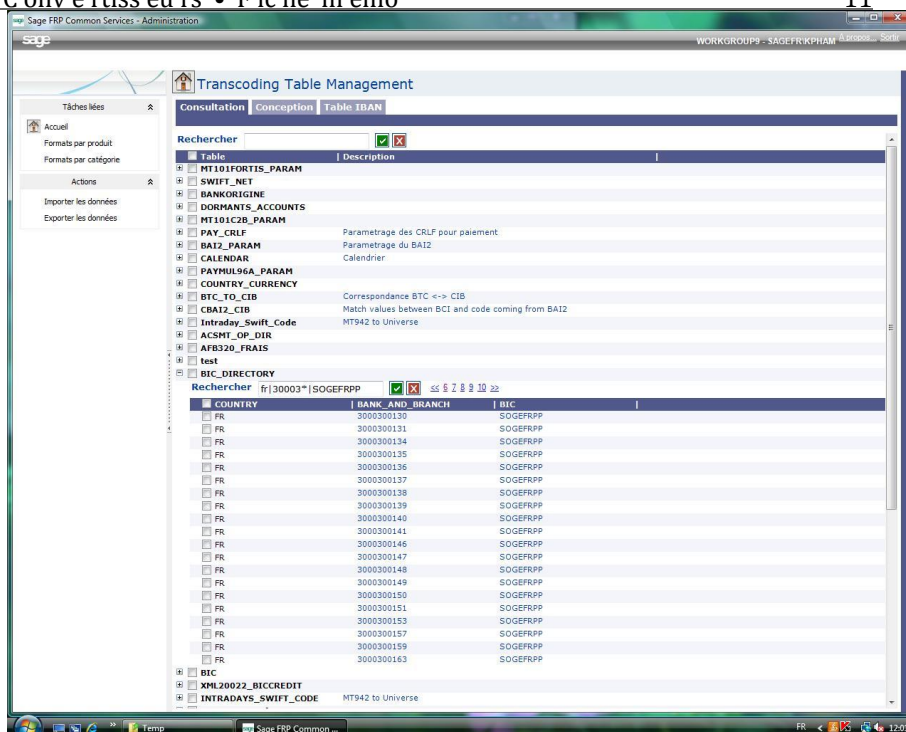 C onv e rtiss eu rs • F ic he m émo 11
Sage FRP Common Services - Administration
sage
WORKGROUP9 - SAGEFR\KPHAM A propos... Sortir
Transcoding Table Management
Tâches liées
Accueil
Formats par produit
Formats par catégorie
Actions
Importer les données
Exporter les données
Consultation Conception Table IBAN
Rechercher
Table | Description |
MT101FORTIS_PARAM
SWIFT_NET
BANKORIGINE
DORMANTS_ACCOUNTS
MT101C2B_PARAM
PAY_CRLF Parametrage des CRLF pour paiement
BAI2_PARAM Parametrage du BAI2
CALENDAR Calendrier
PAYMUL96A_PARAM
COUNTRY_CURRENCY
BTC_TO_CIB Correspondance BTC <-> CIB
CBAI2_CIB Match values between BCI and code coming from BAI2
Intraday_Swift_Code MT942 to Universe
ACSMT_OP_DIR
AFB320_FRAIS
test
BIC_DIRECTORY
Rechercher fr|30003*|SOGEFRPP << 6 7 8 9 10 >>
COUNTRY | BANK_AND_BRANCH | BIC |
FR 3000300130 SOGEFRPP
FR 3000300131 SOGEFRPP
FR 3000300134 SOGEFRPP
FR 3000300135 SOGEFRPP
FR 3000300136 SOGEFRPP
FR 3000300137 SOGEFRPP
FR 3000300138 SOGEFRPP
FR 3000300139 SOGEFRPP
FR 3000300140 SOGEFRPP
FR 3000300141 SOGEFRPP
FR 3000300146 SOGEFRPP
FR 3000300147 SOGEFRPP
FR 3000300148 SOGEFRPP
FR 3000300149 SOGEFRPP
FR 3000300150 SOGEFRPP
FR 3000300151 SOGEFRPP
FR 3000300153 SOGEFRPP
FR 3000300157 SOGEFRPP
FR 3000300159 SOGEFRPP
FR 3000300163 SOGEFRPP
BIC
XML20022_BICCREDIT
INTRADAYS_SWIFT_CODE MT942 to Universe
Temp Sage FRP Common ... FR